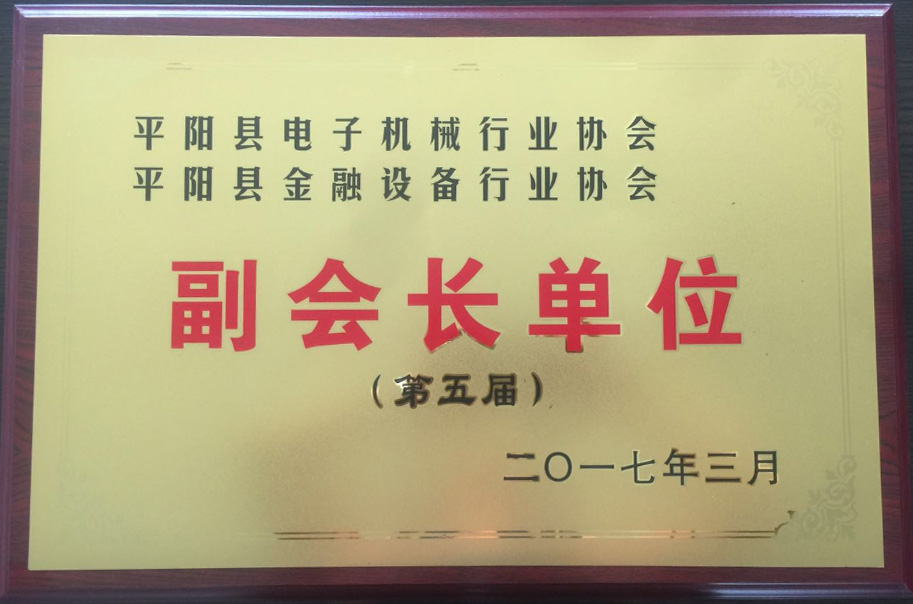 平阳县电子机械行业协会
平阳县金融设备行业协会
副会长单位
（第五届）
二〇一七年三月